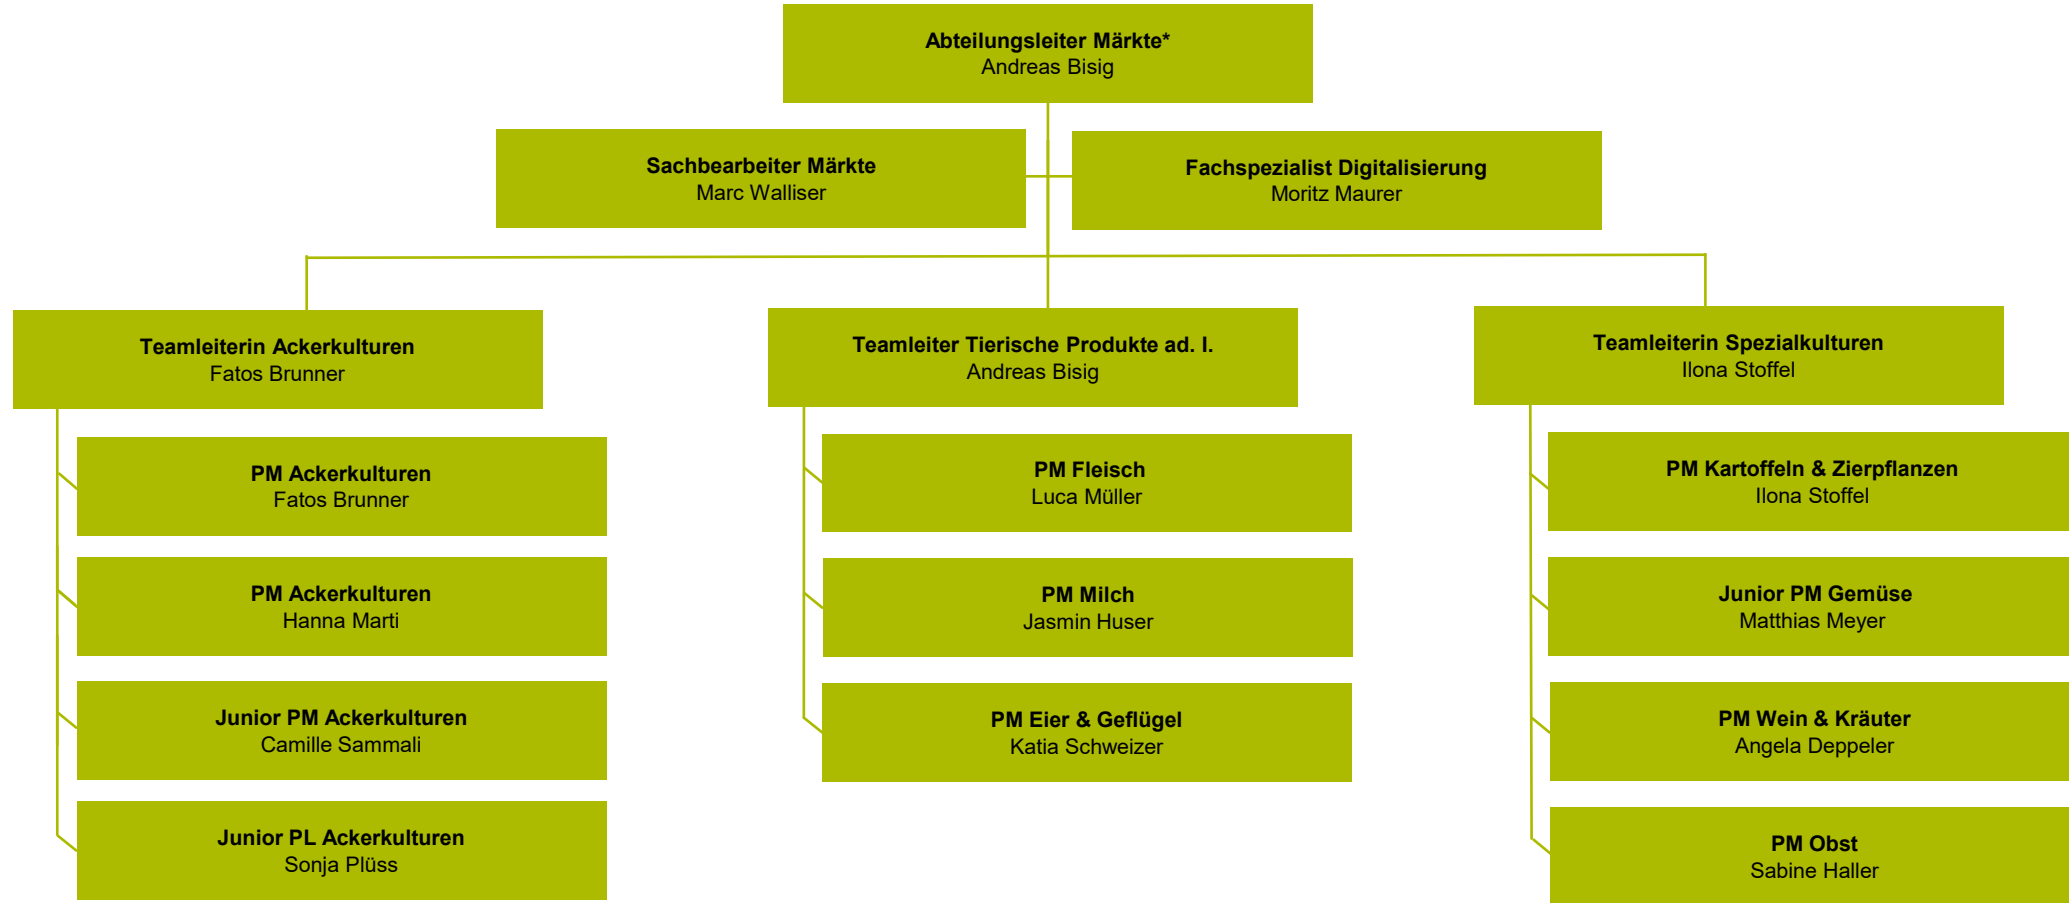 Abteilungsleiter Märkte*
Andreas Bisig
Sachbearbeiter Märkte
Marc Walliser
Fachspezialist Digitalisierung
Moritz Maurer
Teamleiterin Ackerkulturen
Fatos Brunner
PM Ackerkulturen
Fatos Brunner
PM Ackerkulturen
Hanna Marti
Junior PM Ackerkulturen
Camille Sammali
Junior PL Ackerkulturen
Sonja Plüss
Teamleiter Tierische Produkte ad. I.
Andreas Bisig
PM Fleisch
Luca Müller
PM Milch
Jasmin Huser
PM Eier & Geflügel
Katia Schweizer
Teamleiterin Spezialkulturen
Ilona Stoffel
PM Kartoffeln & Zierpflanzen
Ilona Stoffel
Junior PM Gemüse
Matthias Meyer
PM Wein & Kräuter
Angela Deppeler
PM Obst
Sabine Haller